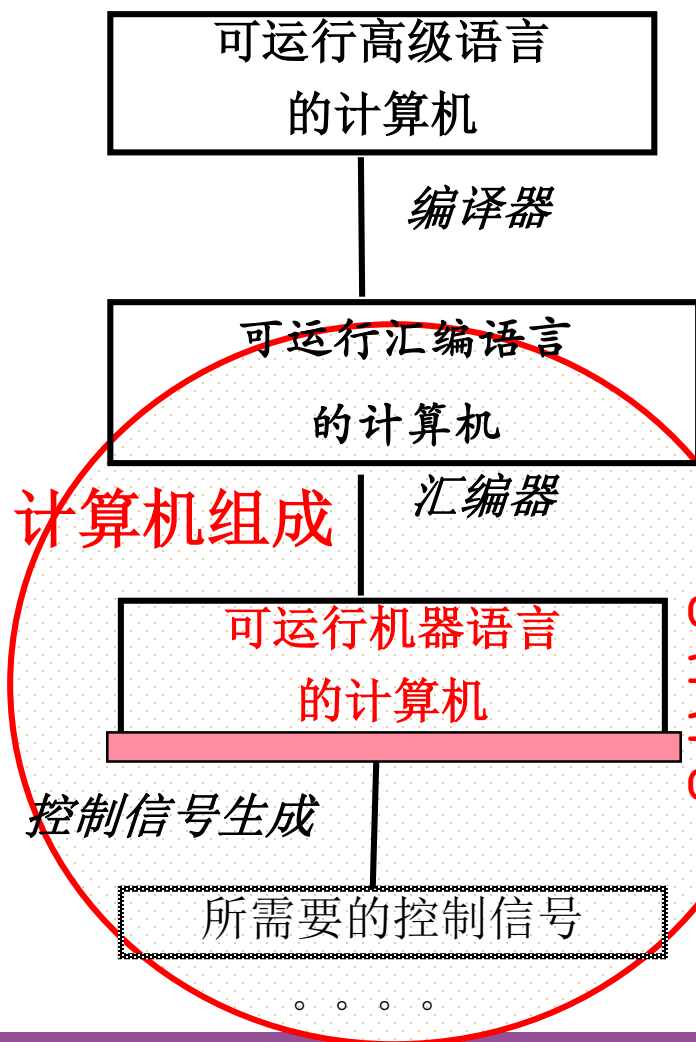 可运行高级语言
的计算机
编译器
可运行汇编语言
的计算机
汇编器
计算机组成
可运行机器语言
的计算机
控制信号生成
所需要的控制信号
。。。。